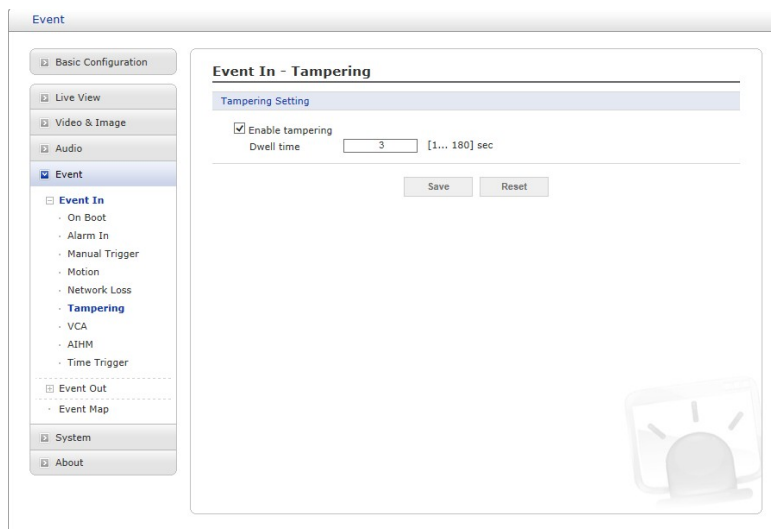 Event
Basic Configuration
Live View
Video & Image
Audio
Event
Event In
On Boot
Alarm In
Manual Trigger
Motion
Network Loss
Tampering
VCA
AIHM
Time Trigger
Event Out
Event Map
System
About
Event In - Tampering
Tampering Setting
Enable tampering
Dwell time 3 [1... 180] sec
Save Reset